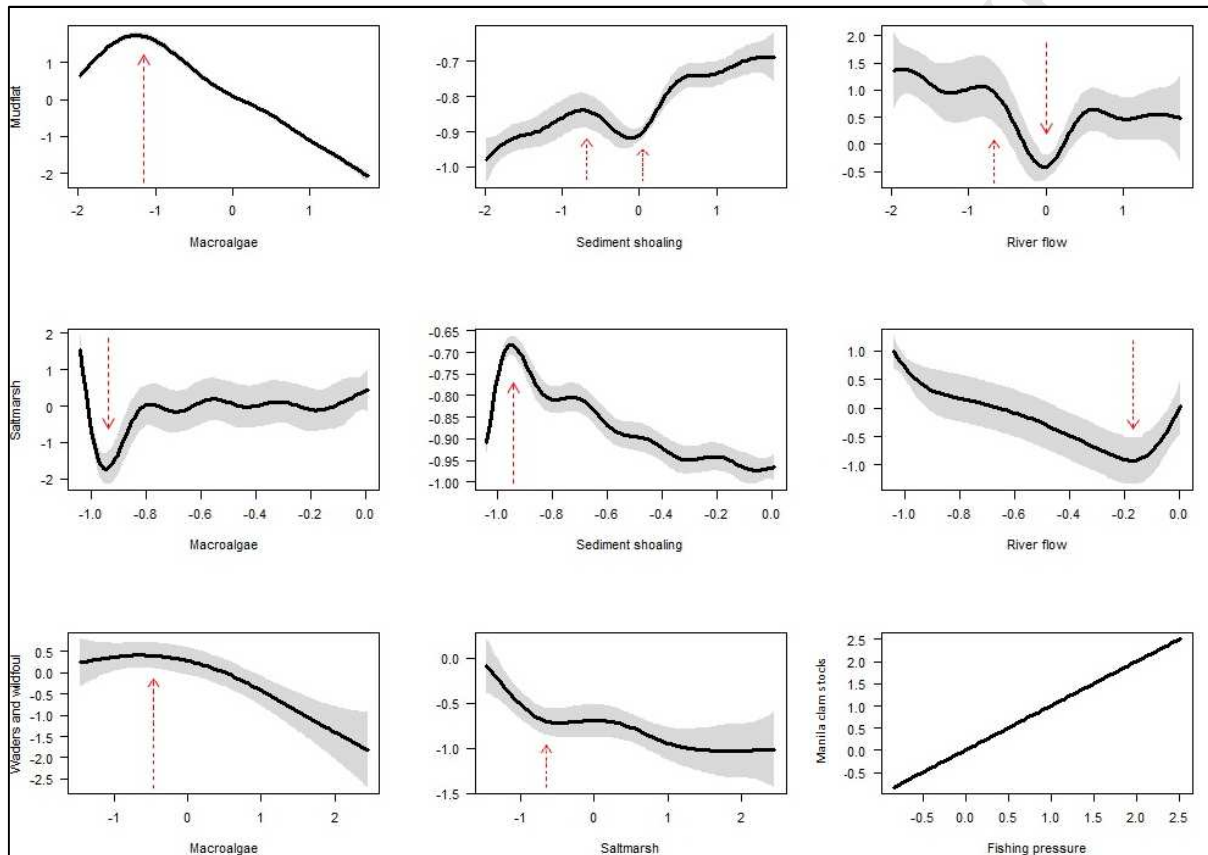 Mudflat
1
0
-1
-2
-2 -1 0 1
Macroalgae
-0.7
-0.8
-0.9
-1.0
-2 -1 0 1
Sediment shoaling
2.0
1.5
1.0
0.5
0.0
-0.5
-2 -1 0 1
River flow
Saltmarsh
2
1
0
-1
-2
-1.0 -0.8 -0.6 -0.4 -0.2 0.0
Macroalgae
-0.65
-0.70
-0.75
-0.80
-0.85
-0.90
-0.95
-1.00
-1.0 -0.8 -0.6 -0.4 -0.2 0.0
Sediment shoaling
1.0
0.5
0.0
-0.5
-1.0
-1.0 -0.8 -0.6 -0.4 -0.2 0.0
River flow
Waders and wildfoul
0.5
0.0
-0.5
-1.0
-1.5
-2.0
-2.5
-1 0 1 2
Macroalgae
0.0
-0.5
-1.0
-1.5
-1 0 1 2
Saltmarsh
Manila clam stocks
2.5
2.0
1.5
1.0
0.5
0.0
-0.5
-0.5 0.0 0.5 1.0 1.5 2.0 2.5
Fishing pressure